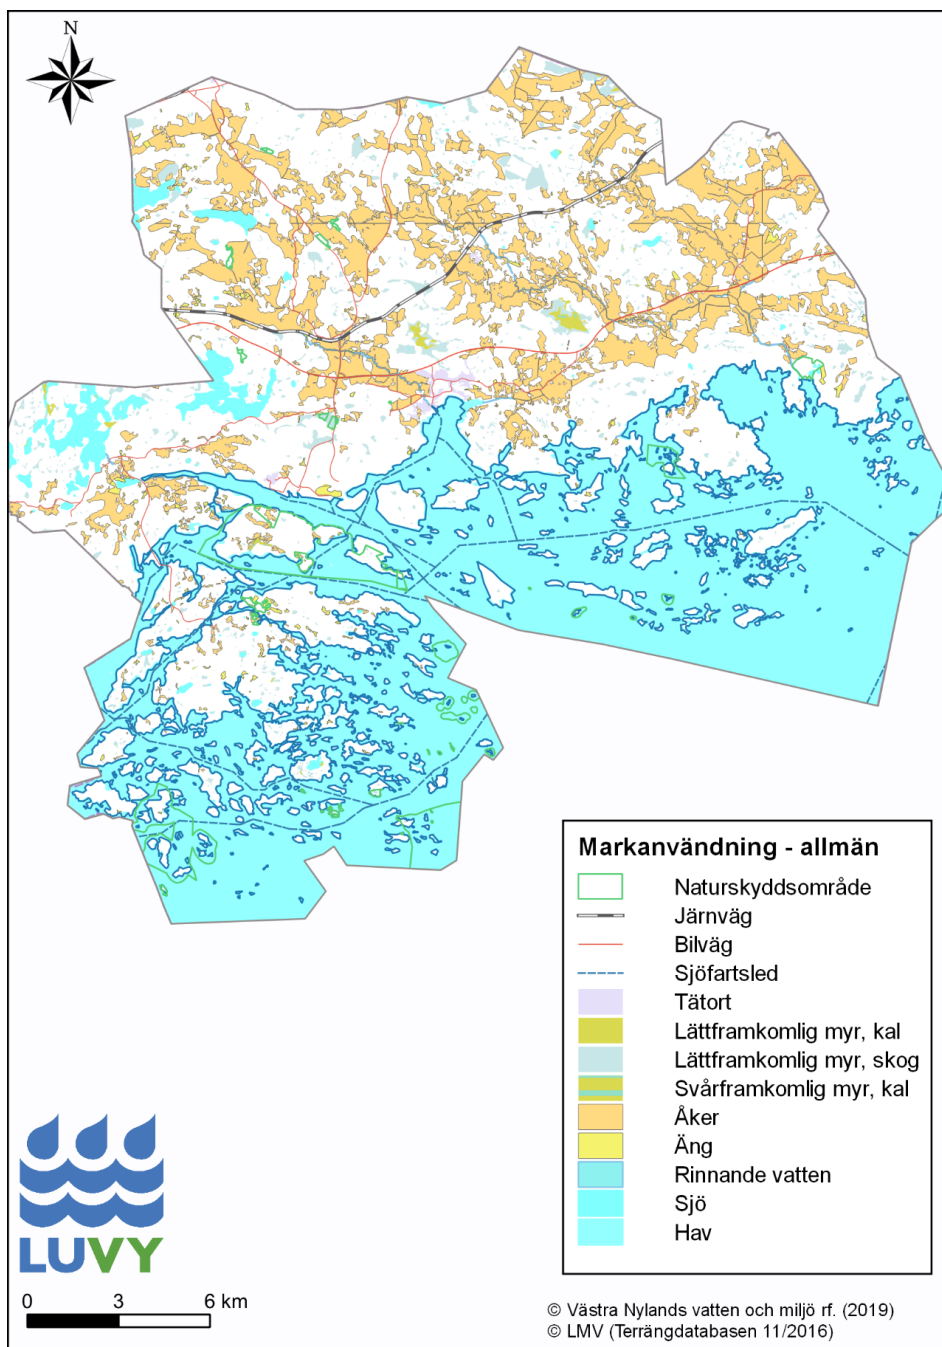 N
Markanvändning - allmän
Naturskyddsområde
Järnväg
Bilväg
Sjöfartsled
Tätort
Lättframkomlig myr, kal
Lättframkomlig myr, skog
Svårframkomlig myr, kal
Åker
Äng
Rinnande vatten
Sjö
Hav
LUVY
0 3 6 km
© Västra Nylands vatten och miljö rf. (2019)
© LMV (Terrängdatabasen 11/2016)